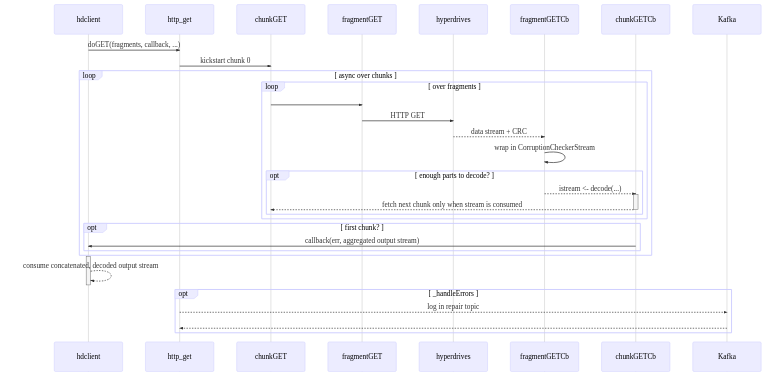 hdclient http_get chunkGET fragmentGET hyperdrives fragmentGETCb chunkGETCb Kafka
doGET(fragments, callback, ...)
kickstart chunk 0
loop [ async over chunks ]
loop [ over fragments ]
HTTP GET
data stream + CRC
wrap in CorruptionCheckerStream
opt [ enough parts to decode? ]
istream <- decode(...)
fetch next chunk only when stream is consumed
opt [ first chunk? ]
callback(err, aggregated output stream)
consume concatenated, decoded output stream
opt [ _handleErrors ]
log in repair topic
hdclient http_get chunkGET fragmentGET hyperdrives fragmentGETCb chunkGETCb Kafka